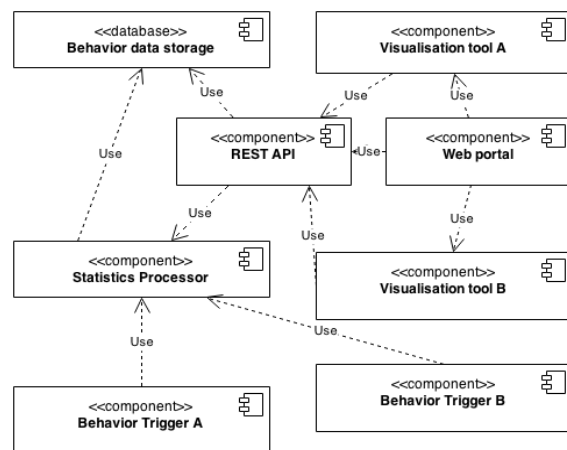 <<database>>
Behavior data storage
<<component>>
Visualisation tool A
Use
Use
Use
<<component>>
REST API
Use
<<component>>
Web portal
Use
Use
Use
Use
<<component>>
Statistics Processor
<<component>>
Visualisation tool B
Use
Use
<<component>>
Behavior Trigger A
<<component>>
Behavior Trigger B